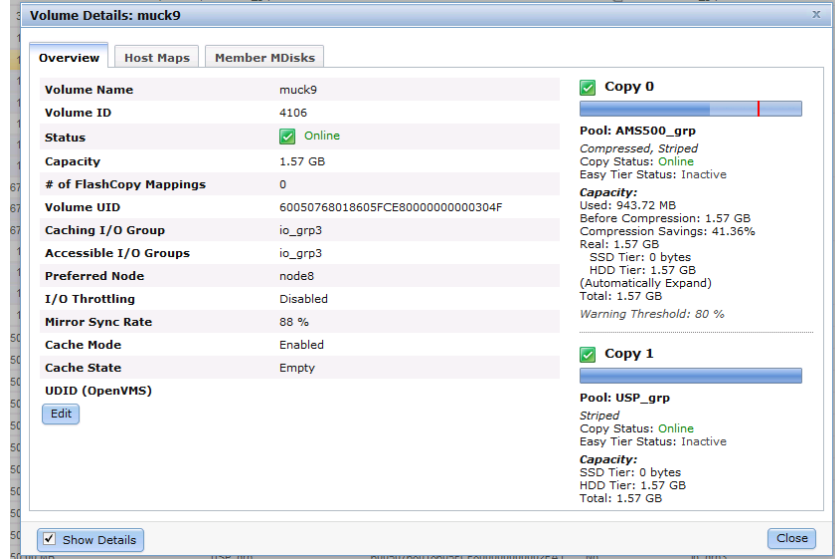 Volume Details: muck9
x
Overview Host Maps Member MDisks
Volume Name muck9
Volume ID 4106
Status Online
Capacity 1.57 GB
# of FlashCopy Mappings 0
Volume UID 60050768018605FCE80000000000304F
Caching I/O Group io_grp3
Accessible I/O Groups io_grp3
Preferred Node node8
I/O Throttling Disabled
Mirror Sync Rate 88 %
Cache Mode Enabled
Cache State Empty
UDID (OpenVMS)
Edit
Copy 0
Pool: AMS500_grp
Compressed, Striped
Copy Status: Online
Easy Tier Status: Inactive
Capacity:
Used: 943.72 MB
Before Compression: 1.57 GB
Compression Savings: 41.36%
Real: 1.57 GB
SSD Tier: 0 bytes
HDD Tier: 1.57 GB
(Automatically Expand)
Total: 1.57 GB
Warning Threshold: 80 %
Copy 1
Pool: USP_grp
Striped
Copy Status: Online
Easy Tier Status: Inactive
Capacity:
SSD Tier: 0 bytes
HDD Tier: 1.57 GB
Total: 1.57 GB
Show Details
Close